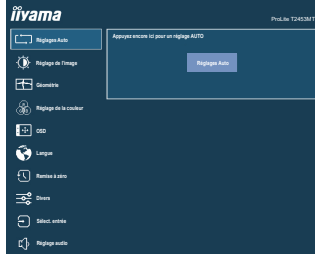 iiyama
ProLite T2453MT
Réglages Auto
Appuyez encore ici pour un réglage AUTO
Réglages Auto
Réglage de l'image
Géométrie
Réglage de la couleur
OSD
Langue
Remise à zéro
Divers
Sélect. entrée
Réglage audio